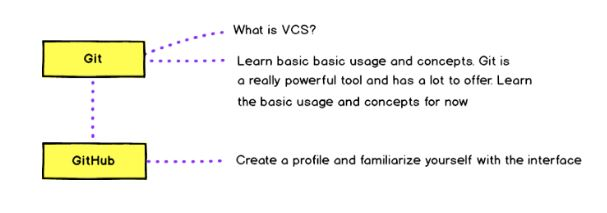 What is VCS?
Git
Learn basic basic usage and concepts. Git is
a really powerful tool and has a lot to offer. Learn
the basic usage and concepts for now
GitHub
Create a profile and familiarize yourself with the interface